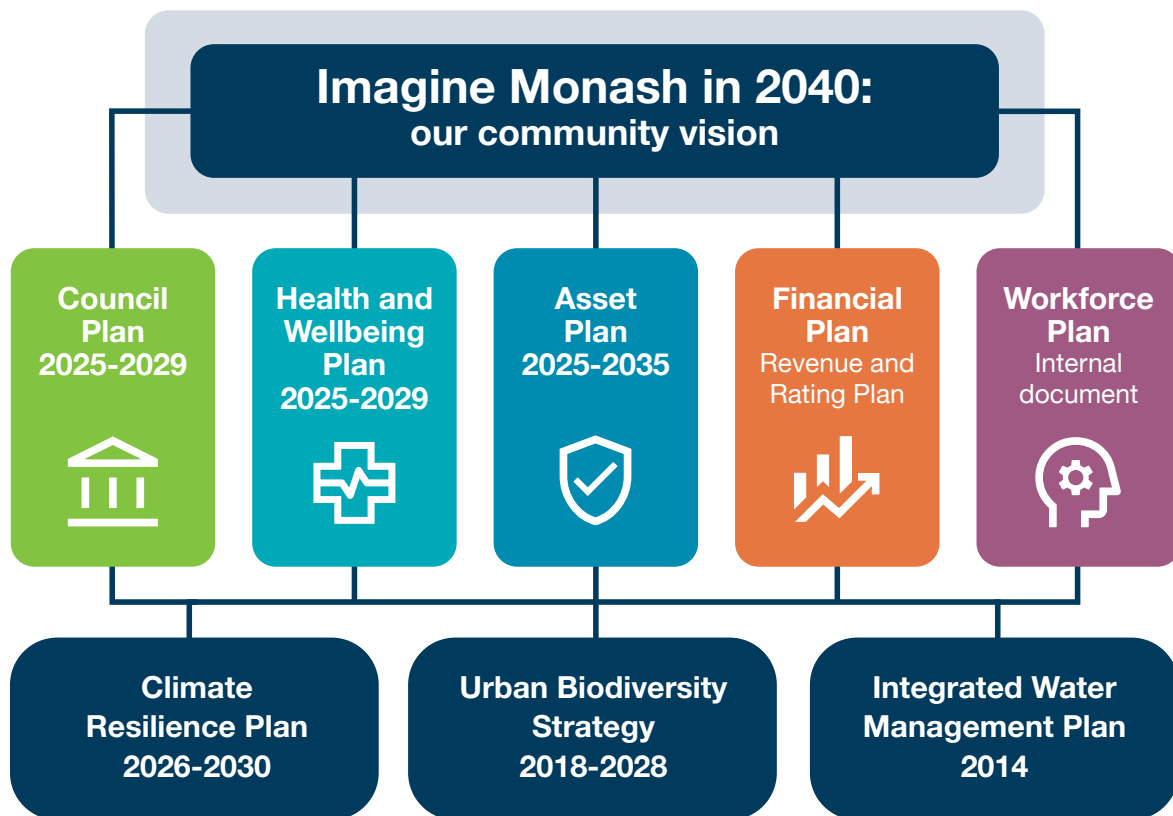 Imagine Monash in 2040:
our community vision
Council
Plan
2025-2029
Health and
Wellbeing
Plan
2025-2029
Asset
Plan
2025-2035
Financial
Plan
Revenue and
Rating Plan
Workforce
Plan
Internal
document
Climate
Resilience Plan
2026-2030
Urban Biodiversity
Strategy
2018-2028
Integrated Water
Management Plan
2014